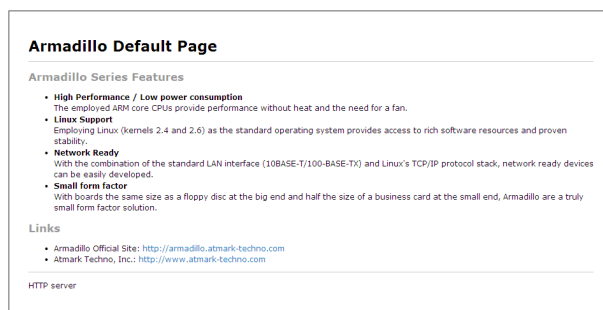 Armadillo Default Page
Armadillo Series Features
• High Performance / Low power consumption
The employed ARM core CPUs provide performance without heat and the need for a fan.
• Linux Support
Employing Linux (kernels 2.4 and 2.6) as the standard operating system provides access to rich software resources and proven
stability.
• Network Ready
With the combination of the standard LAN interface (10BASE-T/100-BASE-TX) and Linux's TCP/IP protocol stack, network ready devices
can be easily developed.
• Small form factor
With boards the same size as a floppy disc at the big end and half the size of a business card at the small end, Armadillo are a truly
small form factor solution.
Links
• Armadillo Official Site: http://armadillo.atmark-techno.com
• Atmark Techno, Inc.: http://www.atmark-techno.com
HTTP server